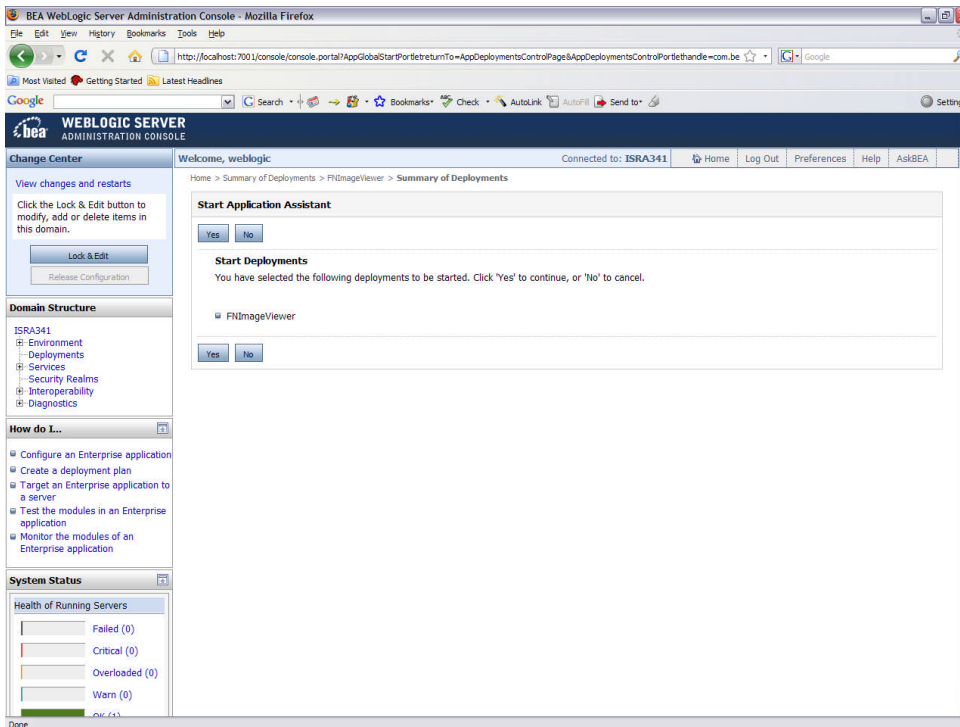 BEA WebLogic Server Administration Console - Mozilla Firefox
File Edit View History Bookmarks Tools Help
http://localhost:7001/console/console.portal?AppGlobalStartPortletreturnTo=AppDeploymentsControlPage&AppDeploymentsControlPortlethandle=com.be
Google
Most Visited Getting Started Latest Headlines
Google Search Bookmarks Check AutoLink AutoFill Send to Setting
bea WEBLOGIC SERVER
ADMINISTRATION CONSOLE
Change Center
Welcome, weblogic Connected to: ISRA341 Home Log Out Preferences Help AskBEA
View changes and restarts
Click the Lock & Edit button to
modify, add or delete items in
this domain.
Lock & Edit
Release Configuration
Home > Summary of Deployments > FNImageViewer > Summary of Deployments
Start Application Assistant
Yes No
Start Deployments
You have selected the following deployments to be started. Click 'Yes' to continue, or 'No' to cancel.
FNImageViewer
Yes No
Domain Structure
ISRA341
Environment
Deployments
Services
Security Realms
Interoperability
Diagnostics
How do I...
Configure an Enterprise application
Create a deployment plan
Target an Enterprise application to
a server
Test the modules in an Enterprise
application
Monitor the modules of an
Enterprise application
System Status
Health of Running Servers
Failed (0)
Critical (0)
Overloaded (0)
Warn (0)
OK (1)
Done